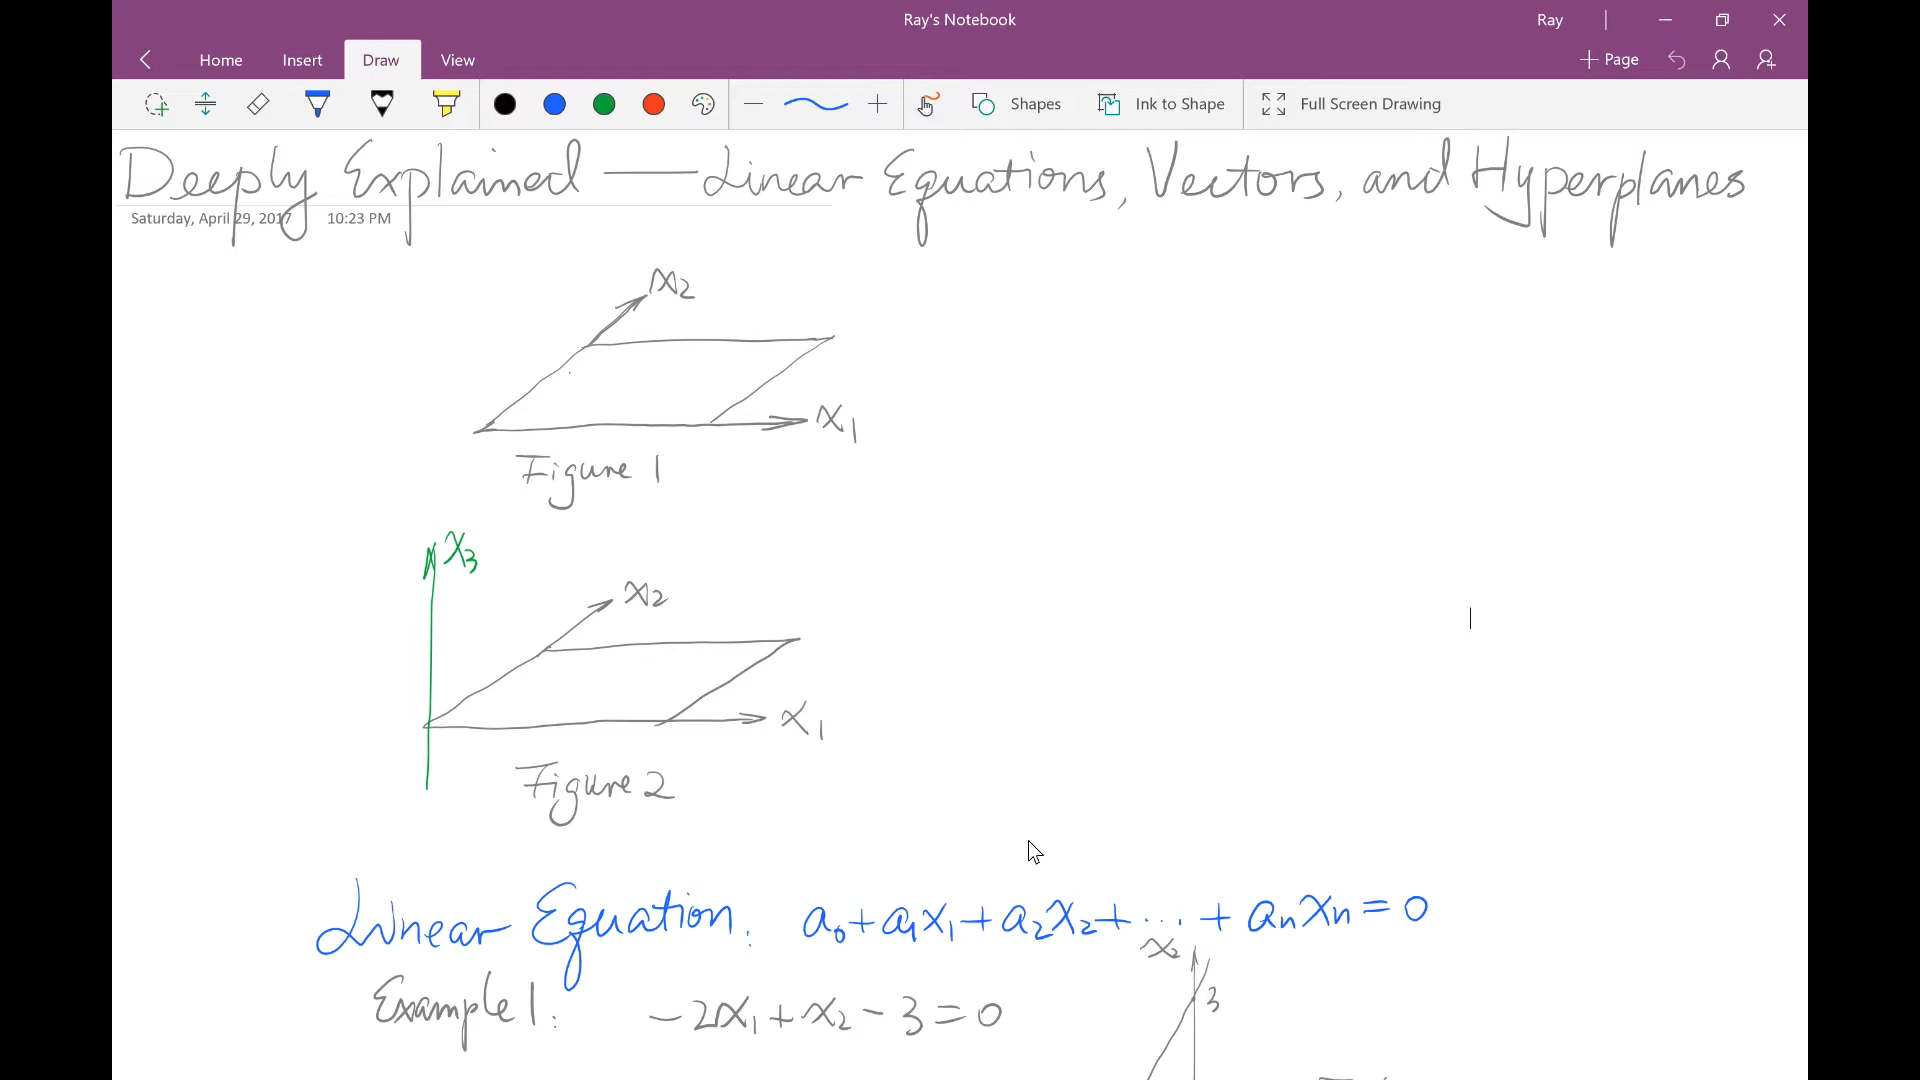 Ray's Notebook
Ray
Home Insert Draw View
Page
Shapes Ink to Shape Full Screen Drawing
Deeply Explained — Linear Equations, Vectors, and Hyperplanes
Saturday, April 29, 2017 10:23 PM
x₂
x₁
Figure 1
x₃
x₂
x₁
Figure 2
Linear Equation: a₀+a₁x₁+a₂x₂+⋯+aₙxₙ=0
x₂
3
Example 1: -2x₁+x₂-3=0